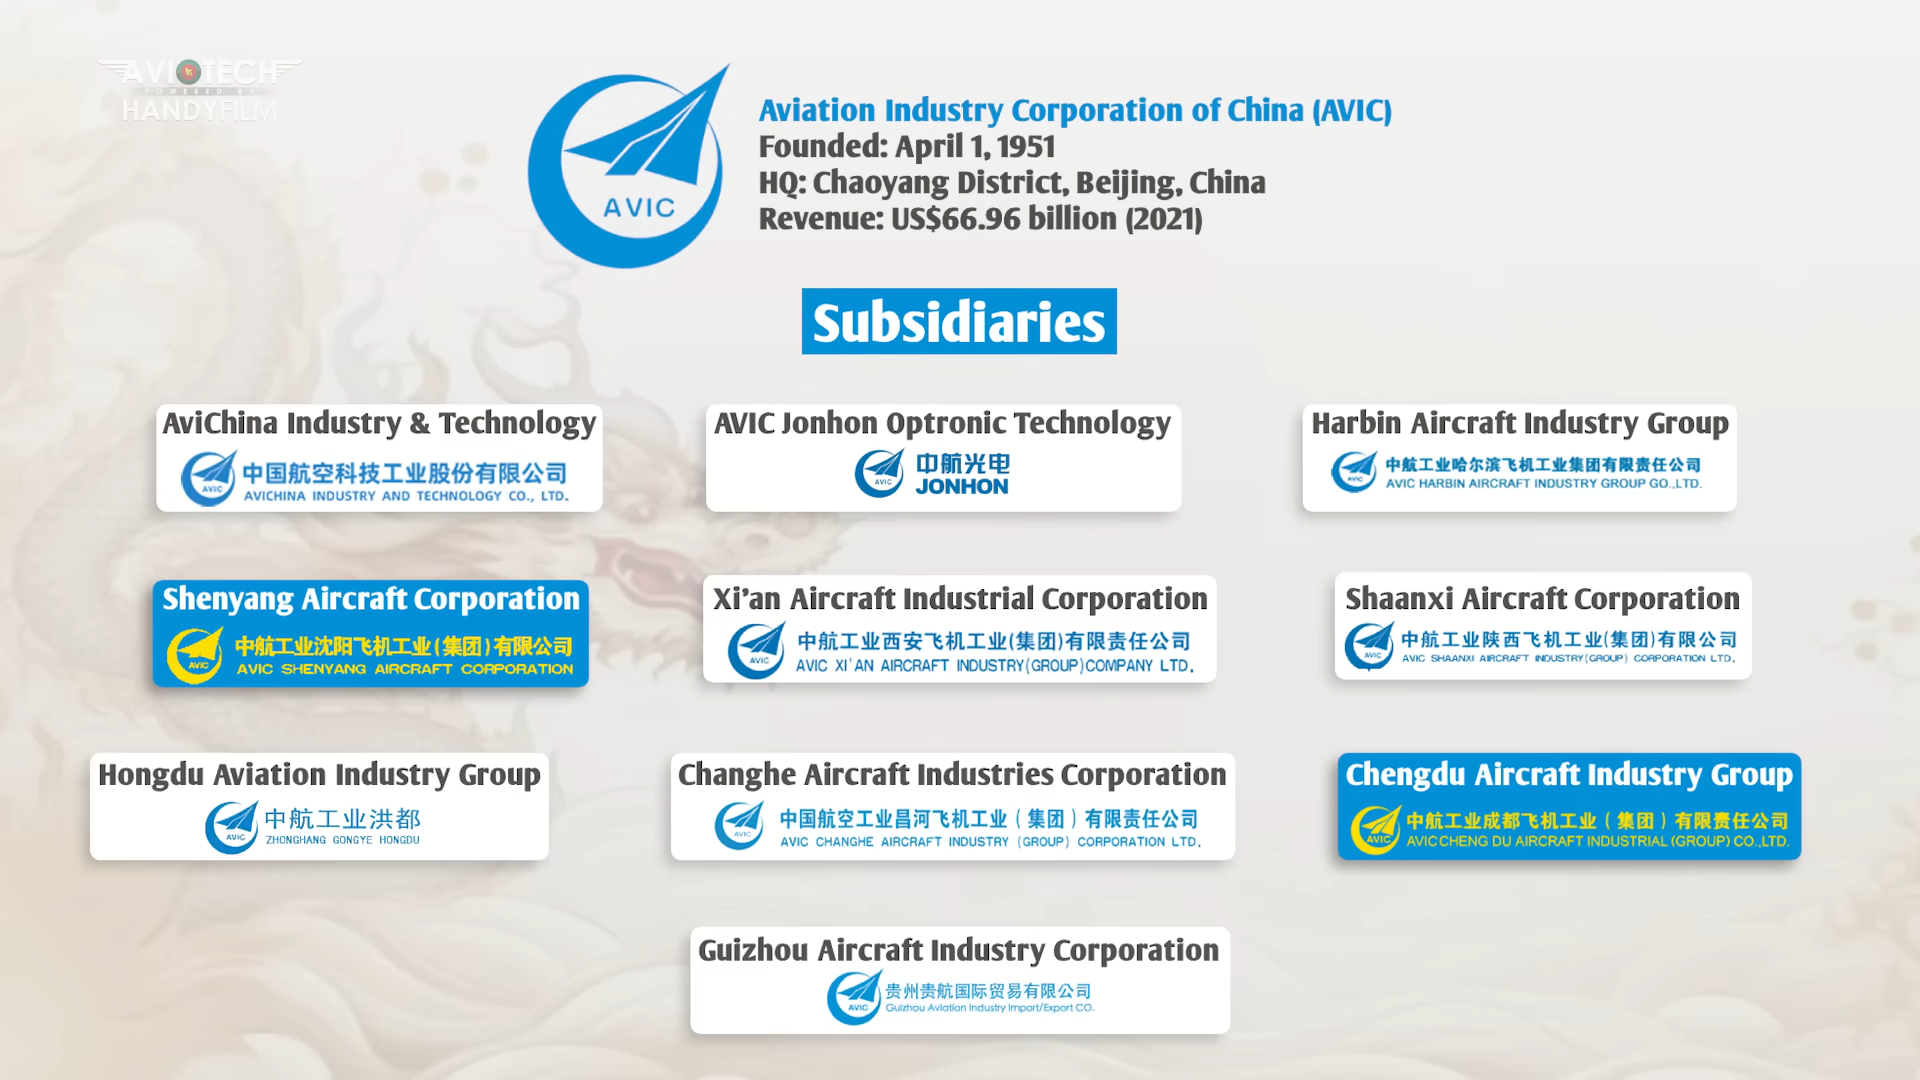 AVIOTECH
POWERED BY
HANDYFILM
AVIC
Aviation Industry Corporation of China (AVIC)
Founded: April 1, 1951
HQ: Chaoyang District, Beijing, China
Revenue: US$66.96 billion (2021)
Subsidiaries
AviChina Industry & Technology
AVIC
中国航空科技工业股份有限公司
AVICHINA INDUSTRY AND TECHNOLOGY CO., LTD.
AVIC Jonhon Optronic Technology
AVIC
中航光电
JONHON
Harbin Aircraft Industry Group
AVIC
中航工业哈尔滨飞机工业集团有限责任公司
AVIC HARBIN AIRCRAFT INDUSTRY GROUP GO.,LTD.
Shenyang Aircraft Corporation
AVIC
中航工业沈阳飞机工业(集团)有限公司
AVIC SHENYANG AIRCRAFT CORPORATION
Xi'an Aircraft Industrial Corporation
AVIC
中航工业西安飞机工业(集团)有限责任公司
AVIC XI'AN AIRCRAFT INDUSTRY(GROUP)COMPANY LTD.
Shaanxi Aircraft Corporation
AVIC
中航工业陕西飞机工业(集团)有限公司
AVIC SHAANXI AIRCRAFT INDUSTRY(GROUP) CORPORATION LTD.
Hongdu Aviation Industry Group
AVIC
中航工业洪都
ZHONGHANG GONGYE HONGDU
Changhe Aircraft Industries Corporation
AVIC
中国航空工业昌河飞机工业（集团）有限责任公司
AVIC CHANGHE AIRCRAFT INDUSTRY (GROUP) CORPORATION LTD.
Chengdu Aircraft Industry Group
AVIC
中航工业成都飞机工业（集团）有限责任公司
AVIC CHENG DU AIRCRAFT INDUSTRIAL (GROUP) CO.,LTD.
Guizhou Aircraft Industry Corporation
AVIC
贵州贵航国际贸易有限公司
Guizhou Aviation Industry Import/Export CO.